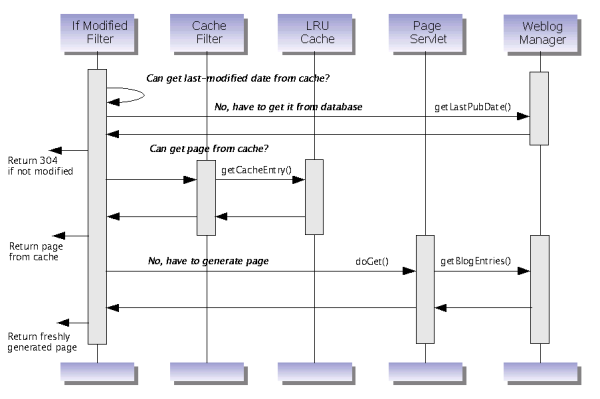 If Modified
Filter
Cache
Filter
LRU
Cache
Page
Servlet
Weblog
Manager
Can get last-modified date from cache?
No, have to get it from database
getLastPubDate()
Can get page from cache?
Return 304
if not modified
getCacheEntry()
Return page
from cache
No, have to generate page
doGet()
getBlogEntries()
Return freshly
generated page